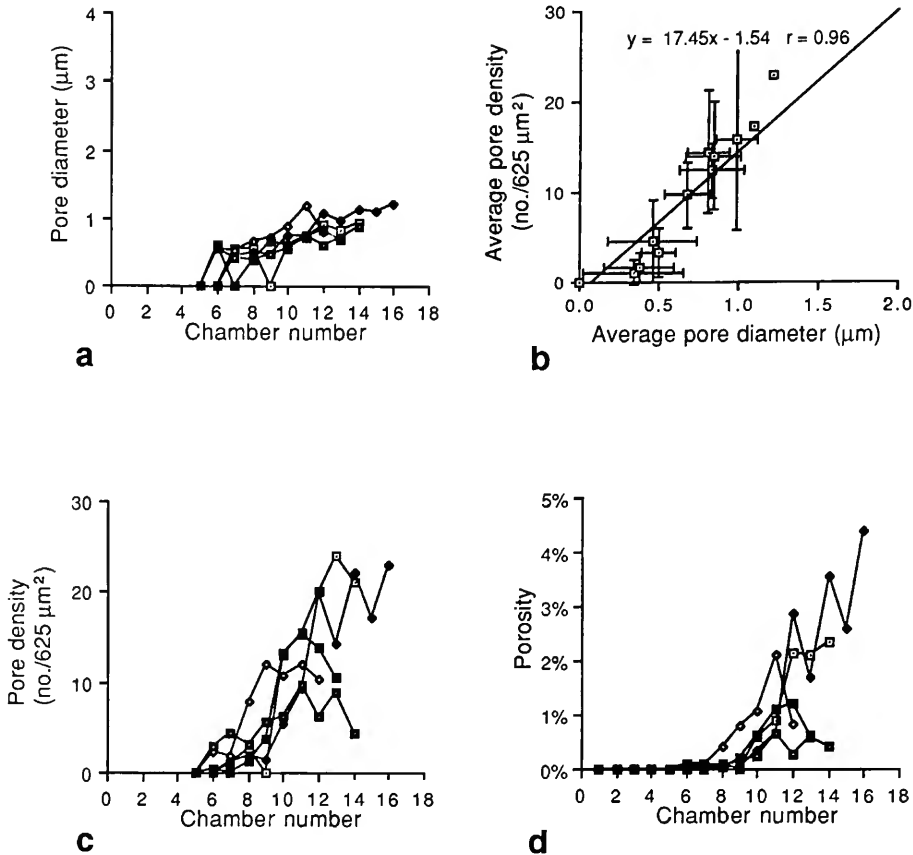 Pore diameter (μm)
4
3
2
1
0
0 2 4 6 8 10 12 14 16 18
Chamber number
a
y = 17.45x - 1.54 r = 0.96
Average pore density
(no./625 μm²)
30
20
10
0
0 0.5 1.0 1.5 2.0
Average pore diameter (μm)
b
Pore density
(no./625 μm²)
30
20
10
0
0 2 4 6 8 10 12 14 16 18
Chamber number
c
Porosity
5%
4%
3%
2%
1%
0%
0 2 4 6 8 10 12 14 16 18
Chamber number
d